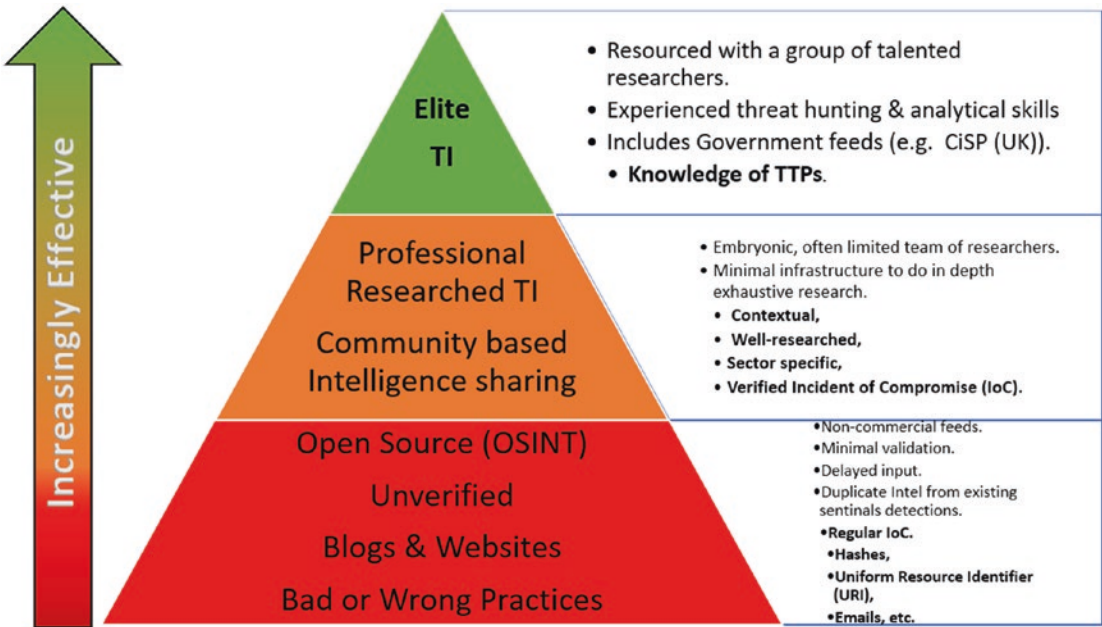 Increasingly Effective
Elite
TI
• Resourced with a group of talented
researchers.
• Experienced threat hunting & analytical skills
• Includes Government feeds (e.g. CiSP (UK)).
• Knowledge of TTPs.
Professional
Researched TI
Community based
Intelligence sharing
• Embryonic, often limited team of researchers.
• Minimal infrastructure to do in depth
exhaustive research.
• Contextual,
• Well-researched,
• Sector specific,
• Verified Incident of Compromise (IoC).
Open Source (OSINT)
Unverified
Blogs & Websites
Bad or Wrong Practices
•Non-commercial feeds.
•Minimal validation.
•Delayed input.
•Duplicate Intel from existing
sentinals detections.
•Regular IoC.
•Hashes,
•Uniform Resource Identifier
(URI),
•Emails, etc.